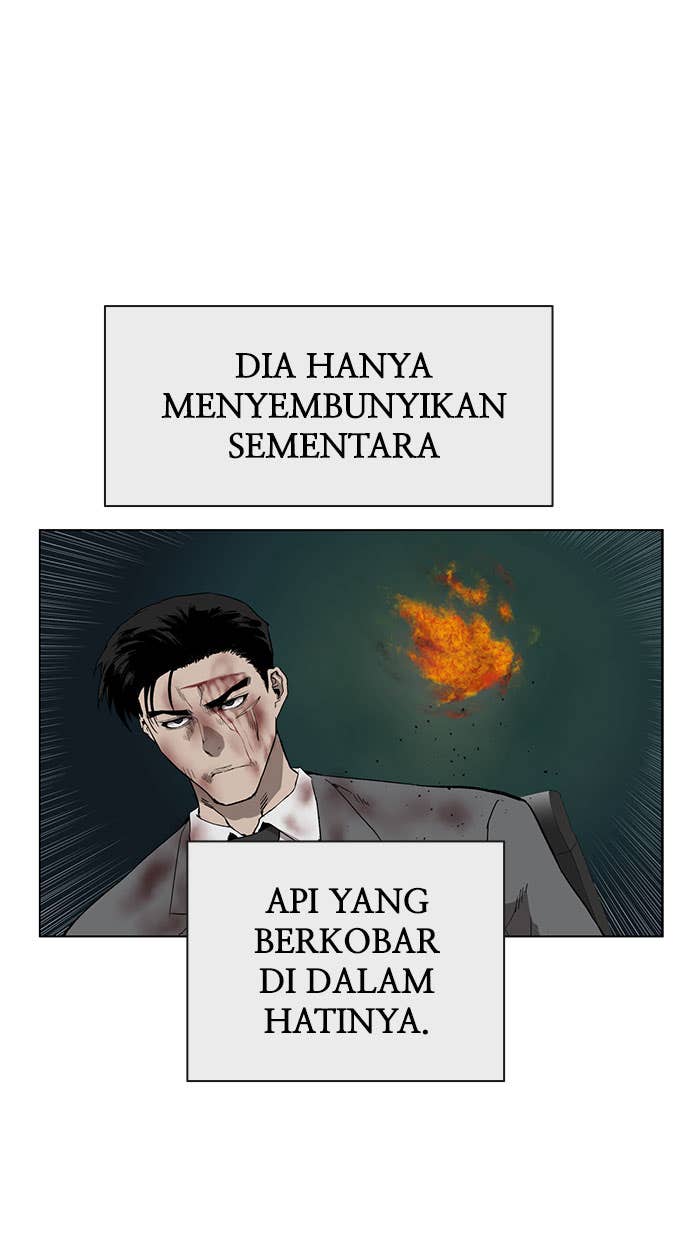 DIA HANYA
MENYEMBUNYIKAN
SEMENTARA
API YANG
BERKOBAR
DI DALAM
HATINYA.